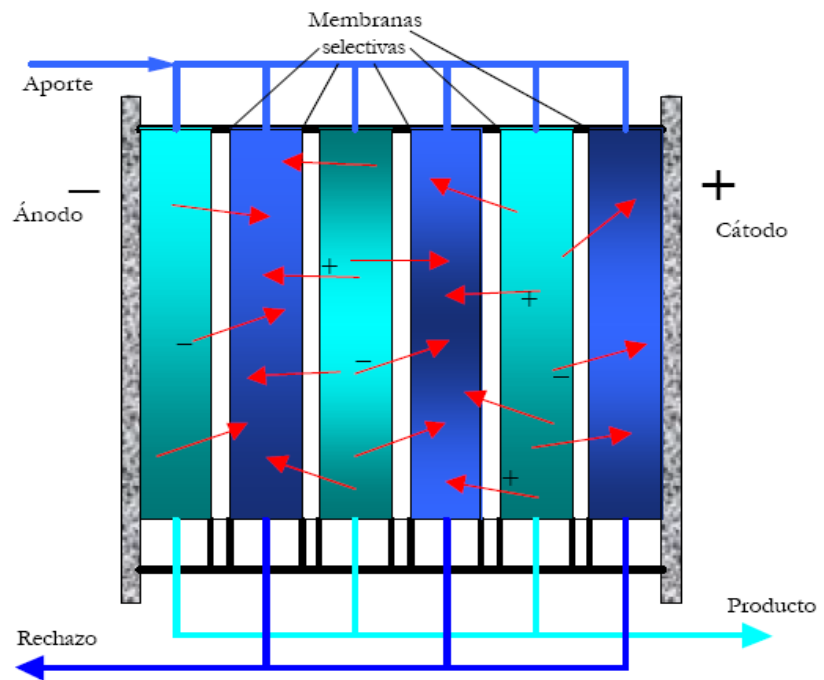 Membranas
selectivas
Aporte
−
Ánodo
+
Cátodo
+
+
−
−
−
+
Producto
Rechazo